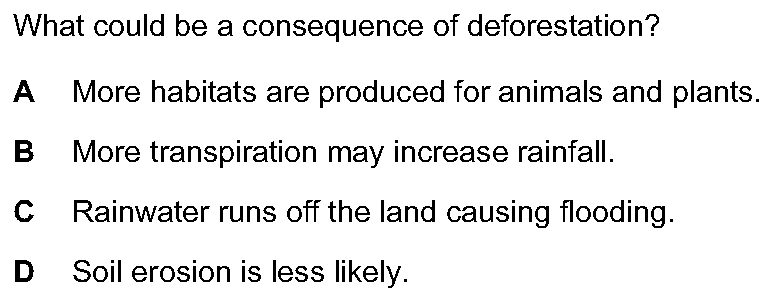 What could be a consequence of deforestation?
A More habitats are produced for animals and plants.
B More transpiration may increase rainfall.
C Rainwater runs off the land causing flooding.
D Soil erosion is less likely.